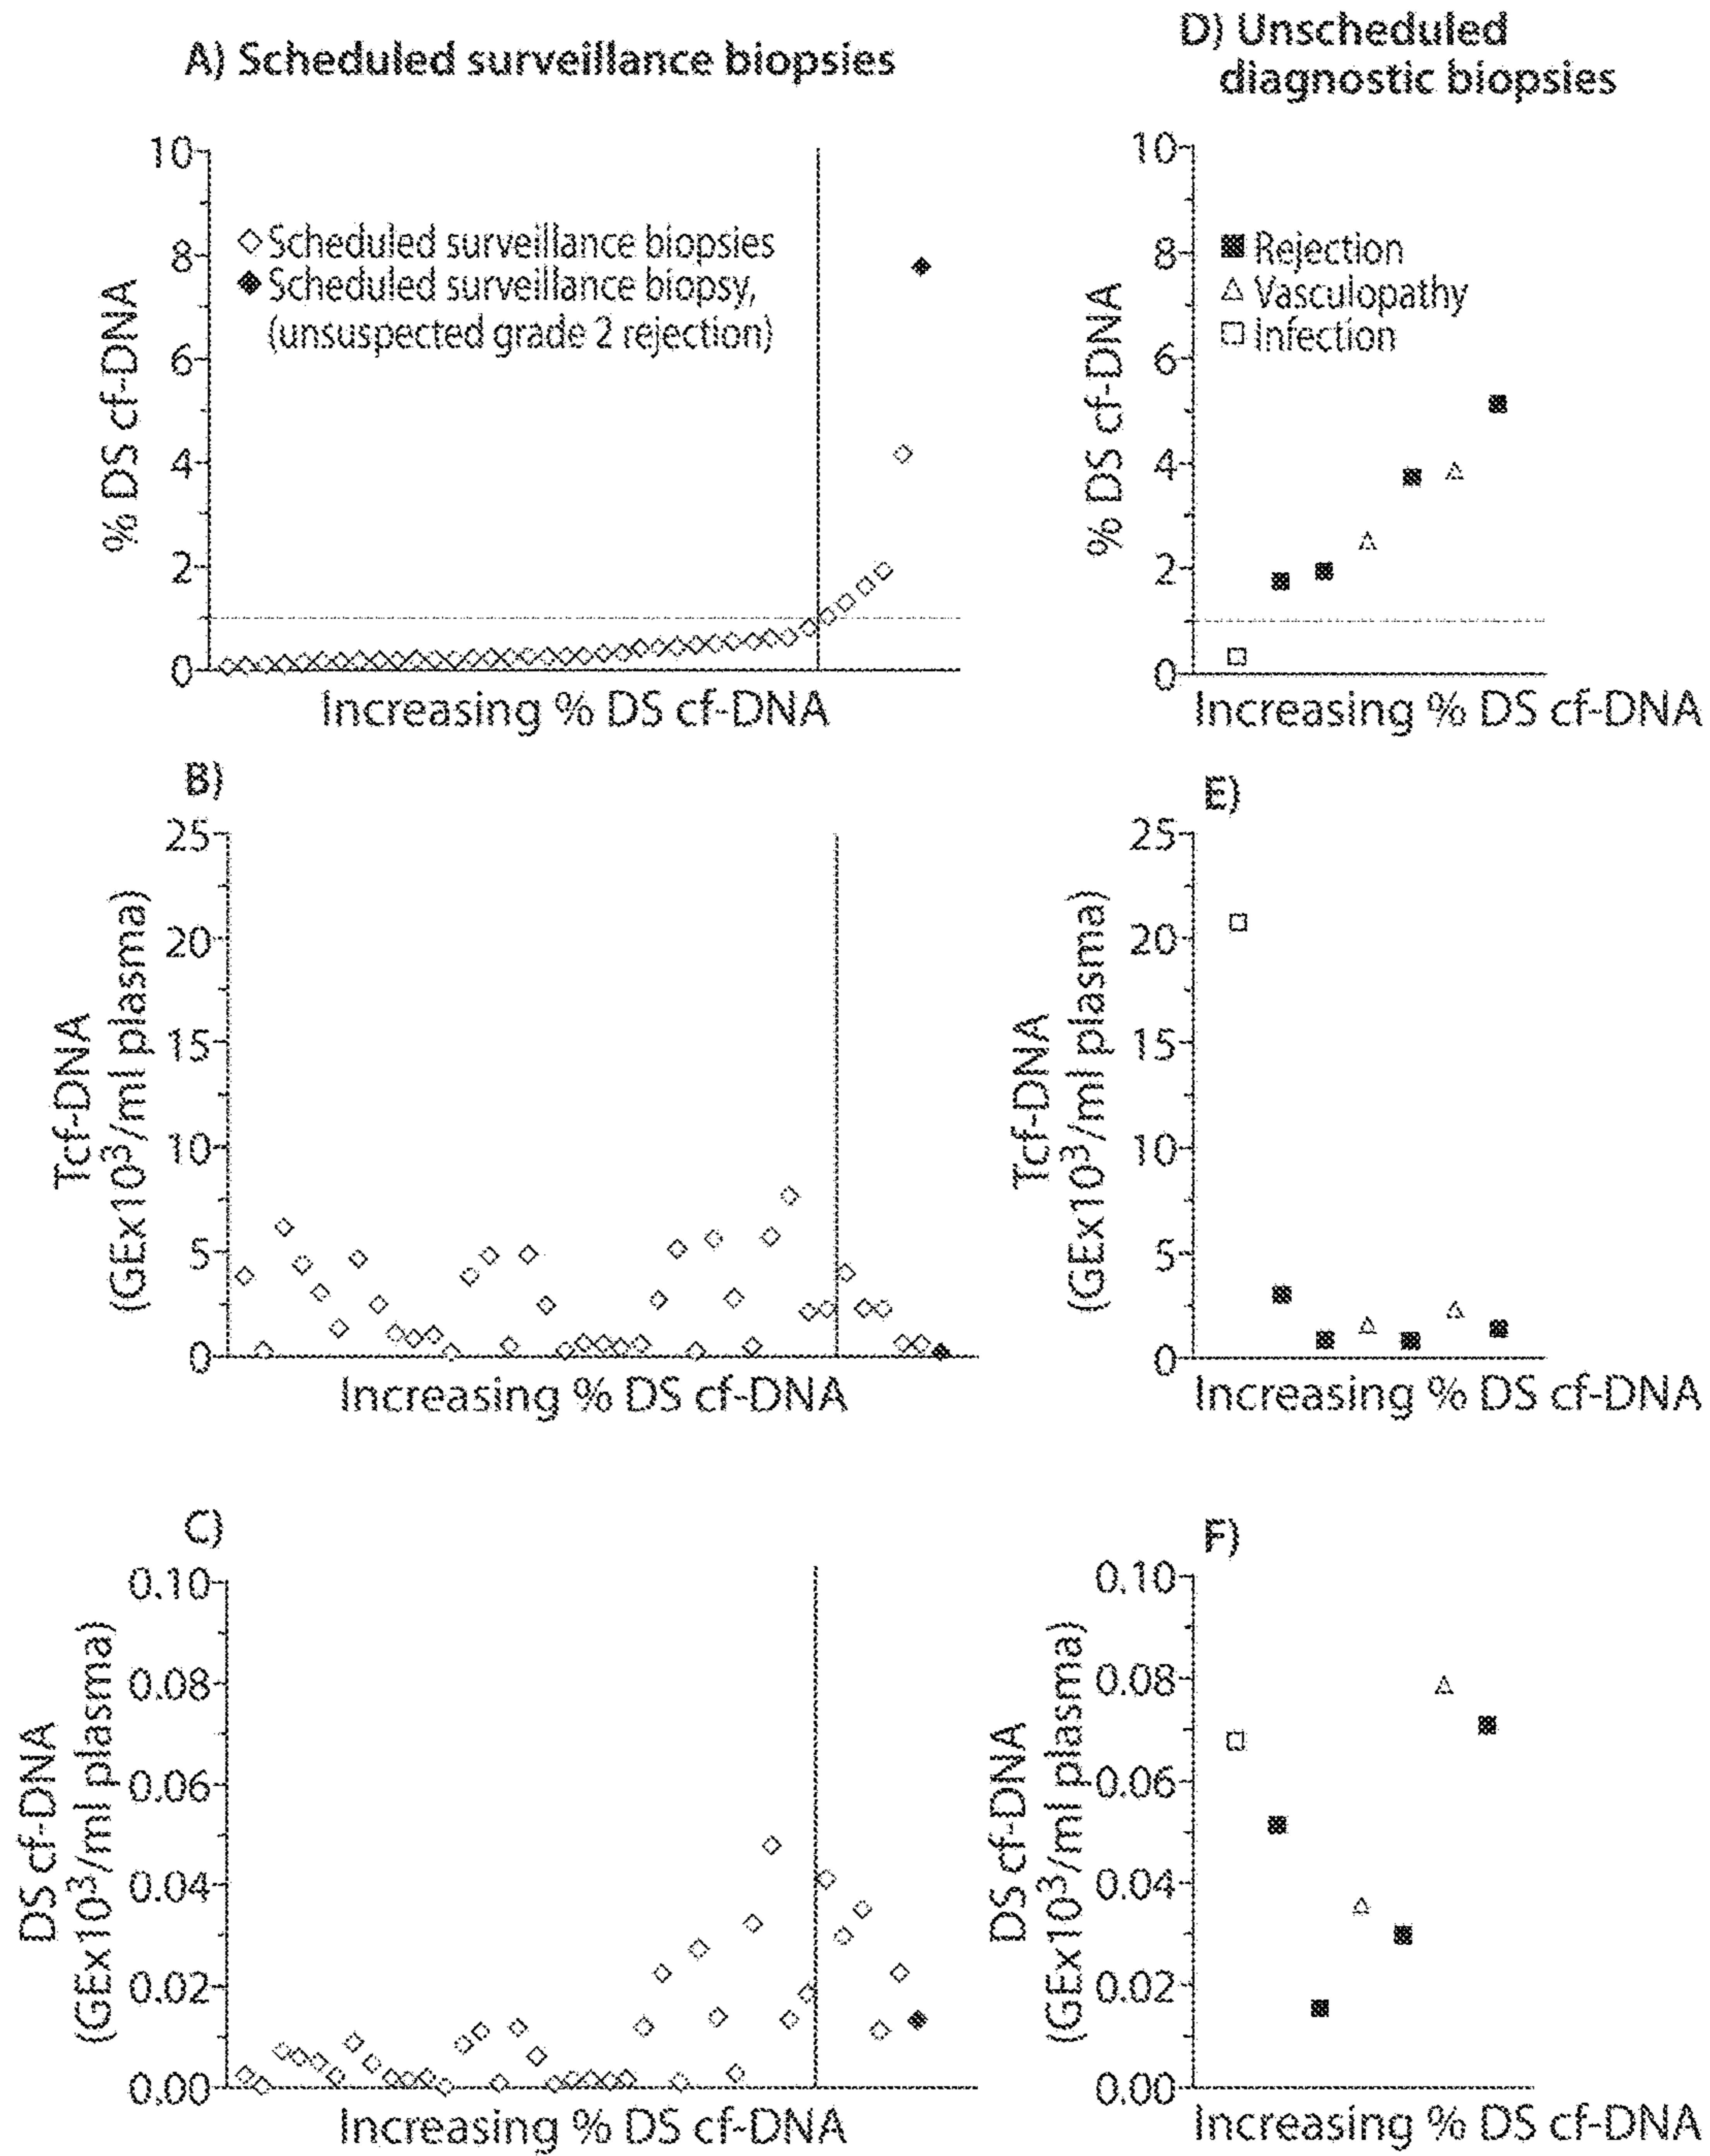 A) Scheduled surveillance biopsies
10
8
6
4
2
0
% DS cf-DNA
Scheduled surveillance biopsies
Scheduled surveillance biopsy,
(unsuspected grade 2 rejection)
Increasing % DS cf-DNA
D) Unscheduled
diagnostic biopsies
10
8
6
4
2
0
% DS cf-DNA
Rejection
Vasculopathy
Infection
Increasing % DS cf-DNA
B)
25
20
15
10
5
0
Tcf-DNA
(GEx10³/ml plasma)
Increasing % DS cf-DNA
E)
25
20
15
10
5
0
Tcf-DNA
(GEx10³/ml plasma)
Increasing % DS cf-DNA
C)
0.10
0.08
0.06
0.04
0.02
0.00
DS cf-DNA
(GEx10³/ml plasma)
Increasing % DS cf-DNA
F)
0.10
0.08
0.06
0.04
0.02
0.00
DS cf-DNA
(GEx10³/ml plasma)
Increasing % DS cf-DNA